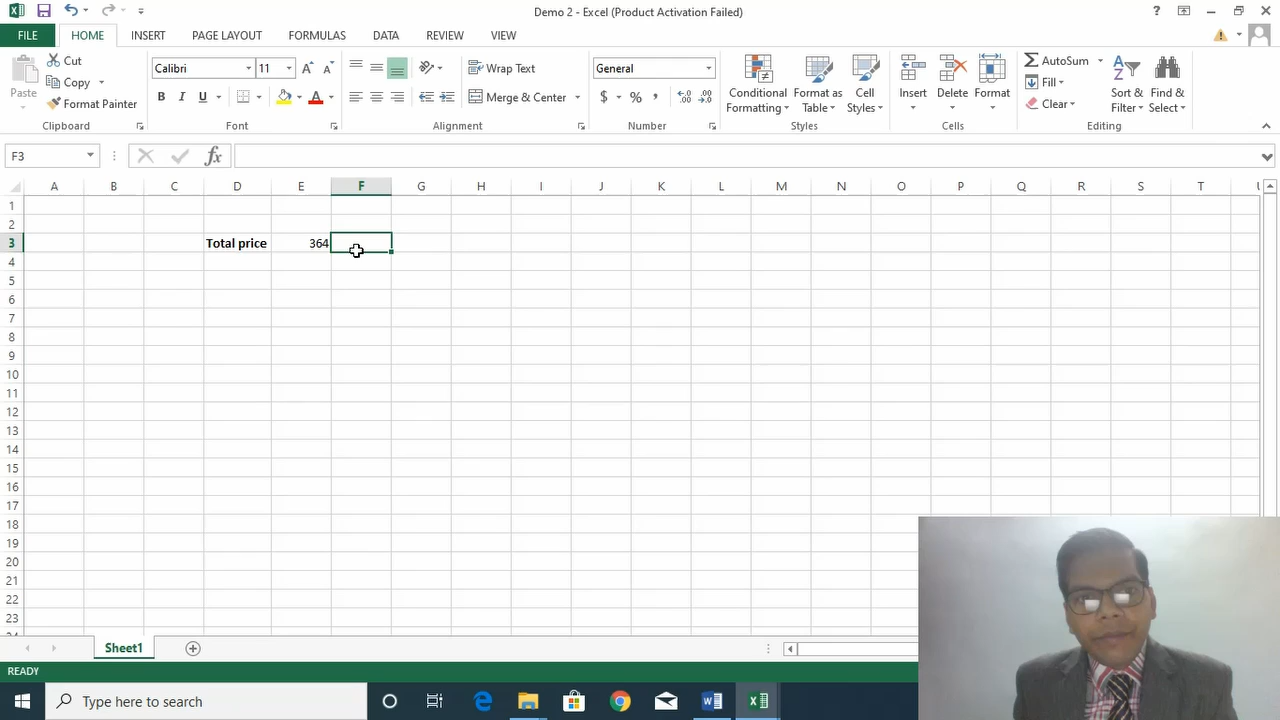 Demo 2 - Excel (Product Activation Failed)
?
FILE HOME INSERT PAGE LAYOUT FORMULAS DATA REVIEW VIEW
Paste
Cut
Copy
Format Painter
Clipboard
Calibri 11 A A
B I U A
Font
Wrap Text
Merge & Center
Alignment
General
$ % ,
Number
Conditional Formatting
Format as Table
Cell Styles
Styles
Insert Delete Format
Cells
AutoSum
Fill
Clear
Sort & Filter
Find & Select
Editing
F3 fx
A B C D E F G H I J K L M N O P Q R S T U
1
2
3 Total price 364
4
5
6
7
8
9
10
11
12
13
14
15
16
17
18
19
20
21
22
23
24
Sheet1
READY
Type here to search